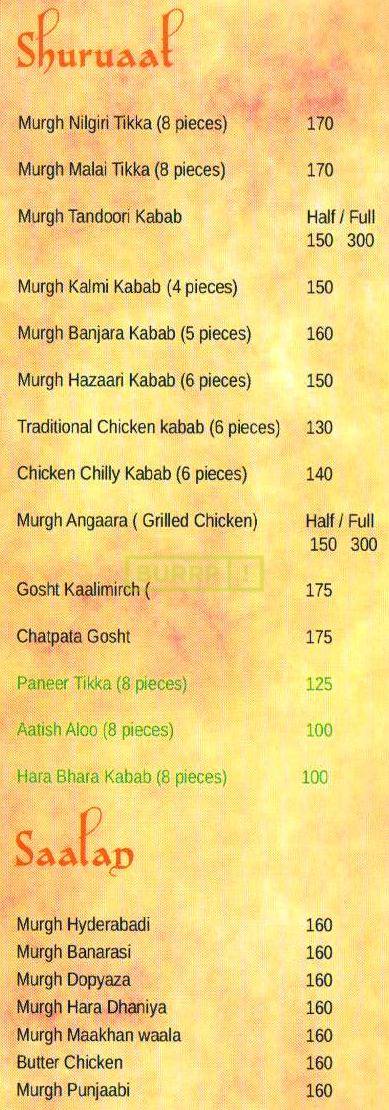 Shuruaat
Murgh Nilgiri Tikka (8 pieces) 170
Murgh Malai Tikka (8 pieces) 170
Murgh Tandoori Kabab Half / Full
150 300
Murgh Kalmi Kabab (4 pieces) 150
Murgh Banjara Kabab (5 pieces) 160
Murgh Hazaari Kabab (6 pieces) 150
Traditional Chicken kabab (6 pieces) 130
Chicken Chilly Kabab (6 pieces) 140
Murgh Angaara ( Grilled Chicken) Half / Full
150 300
BURRP!
Gosht Kaalimirch ( 175
Chatpata Gosht 175
Paneer Tikka (8 pieces) 125
Aatish Aloo (8 pieces) 100
Hara Bhara Kabab (8 pieces) 100
Saalan
Murgh Hyderabadi 160
Murgh Banarasi 160
Murgh Dopyaza 160
Murgh Hara Dhaniya 160
Murgh Maakhan waala 160
Butter Chicken 160
Murgh Punjaabi 160